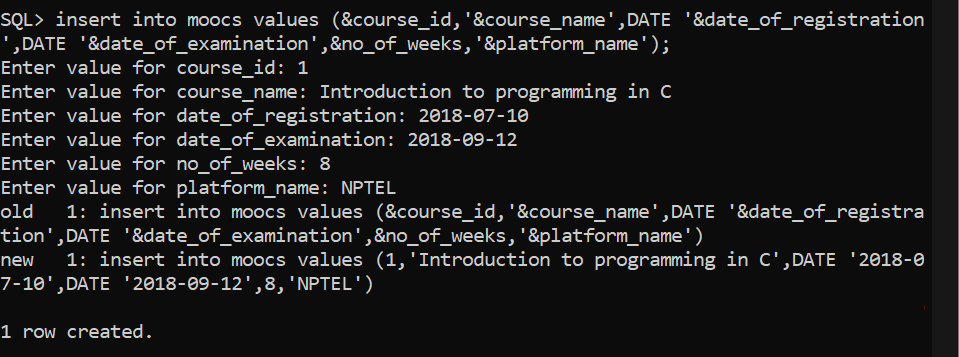 SQL> insert into moocs values (&course_id,'&course_name',DATE '&date_of_registration
',DATE '&date_of_examination',&no_of_weeks,'&platform_name');
Enter value for course_id: 1
Enter value for course_name: Introduction to programming in C
Enter value for date_of_registration: 2018-07-10
Enter value for date_of_examination: 2018-09-12
Enter value for no_of_weeks: 8
Enter value for platform_name: NPTEL
old   1: insert into moocs values (&course_id,'&course_name',DATE '&date_of_registra
tion',DATE '&date_of_examination',&no_of_weeks,'&platform_name')
new   1: insert into moocs values (1,'Introduction to programming in C',DATE '2018-0
7-10',DATE '2018-09-12',8,'NPTEL')
1 row created.